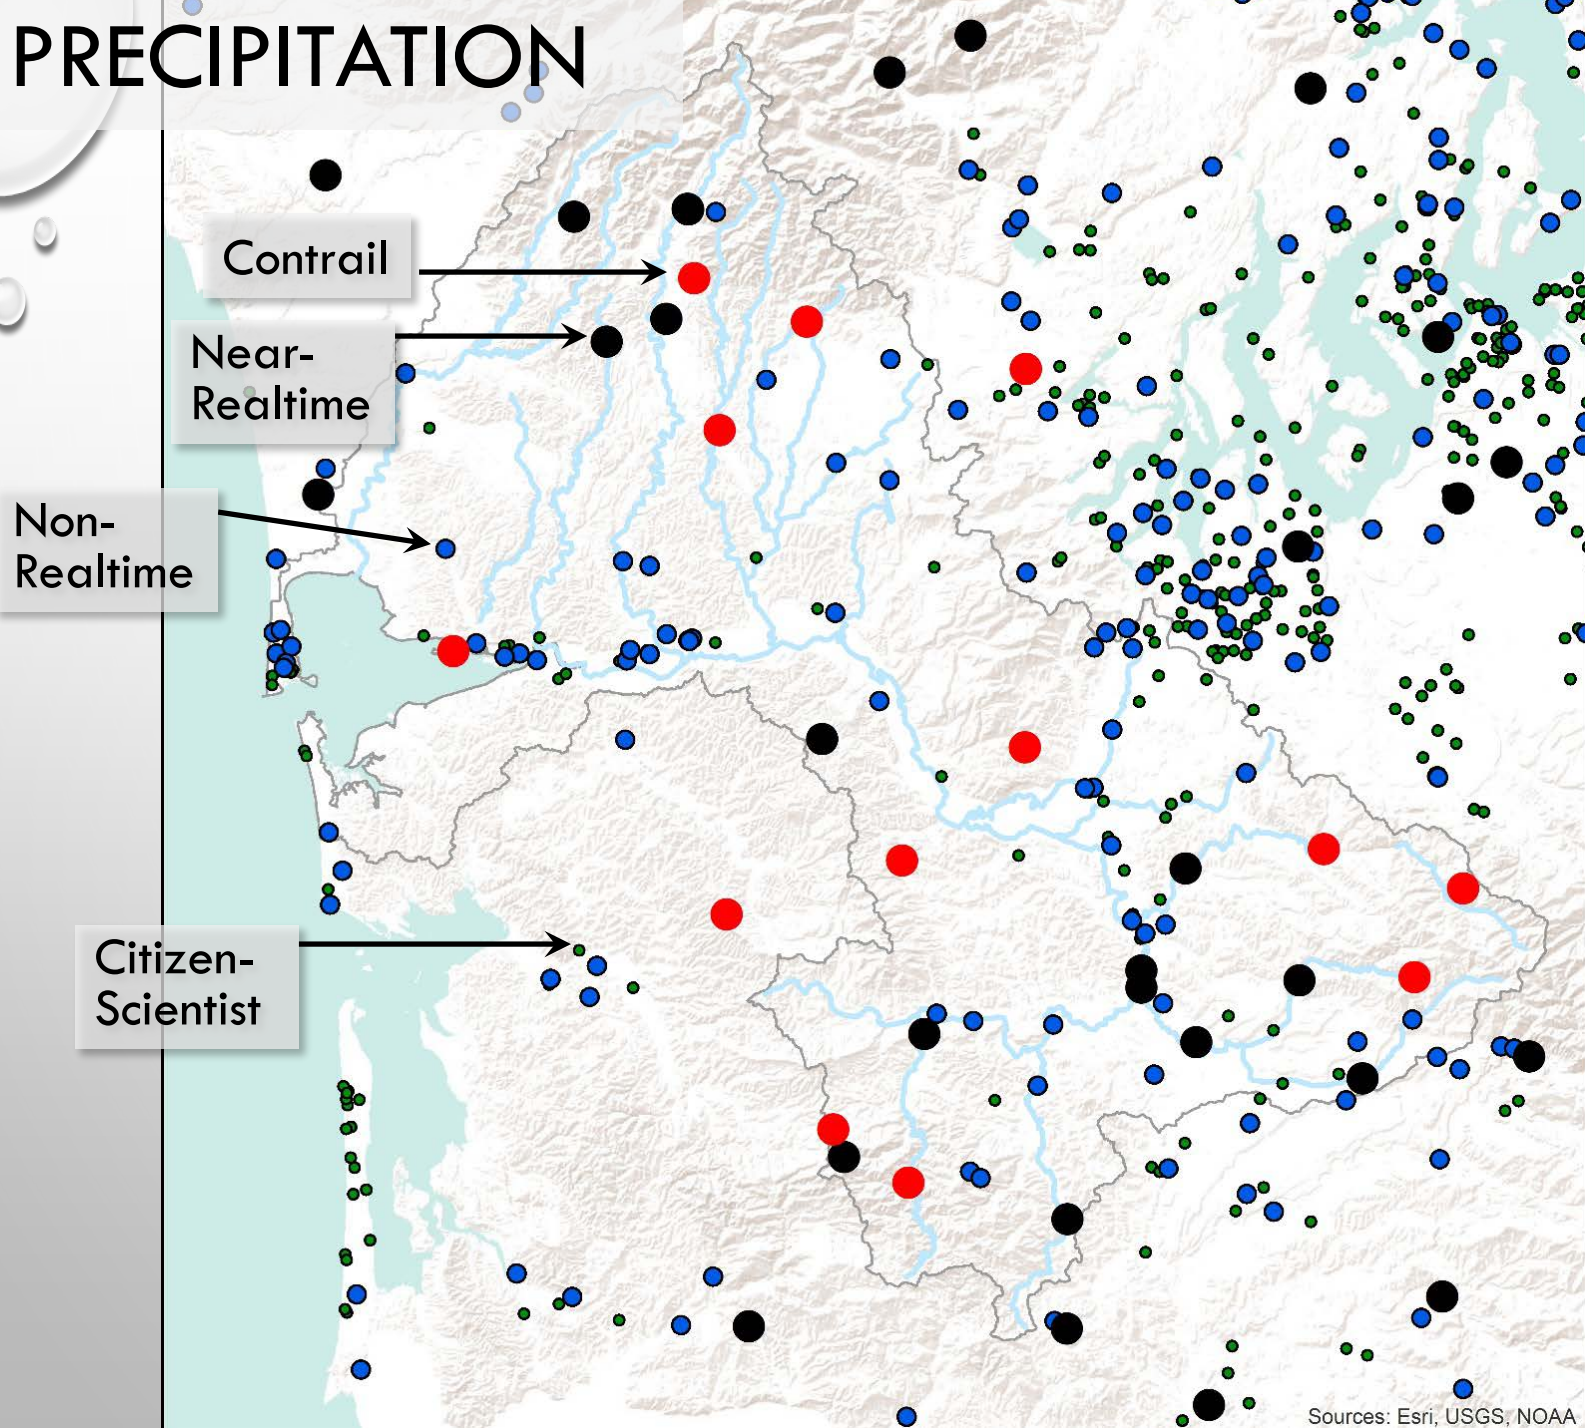 PRECIPITATION
Contrail
Near-
Realtime
Non-
Realtime
Citizen-
Scientist
Sources: Esri, USGS, NOAA